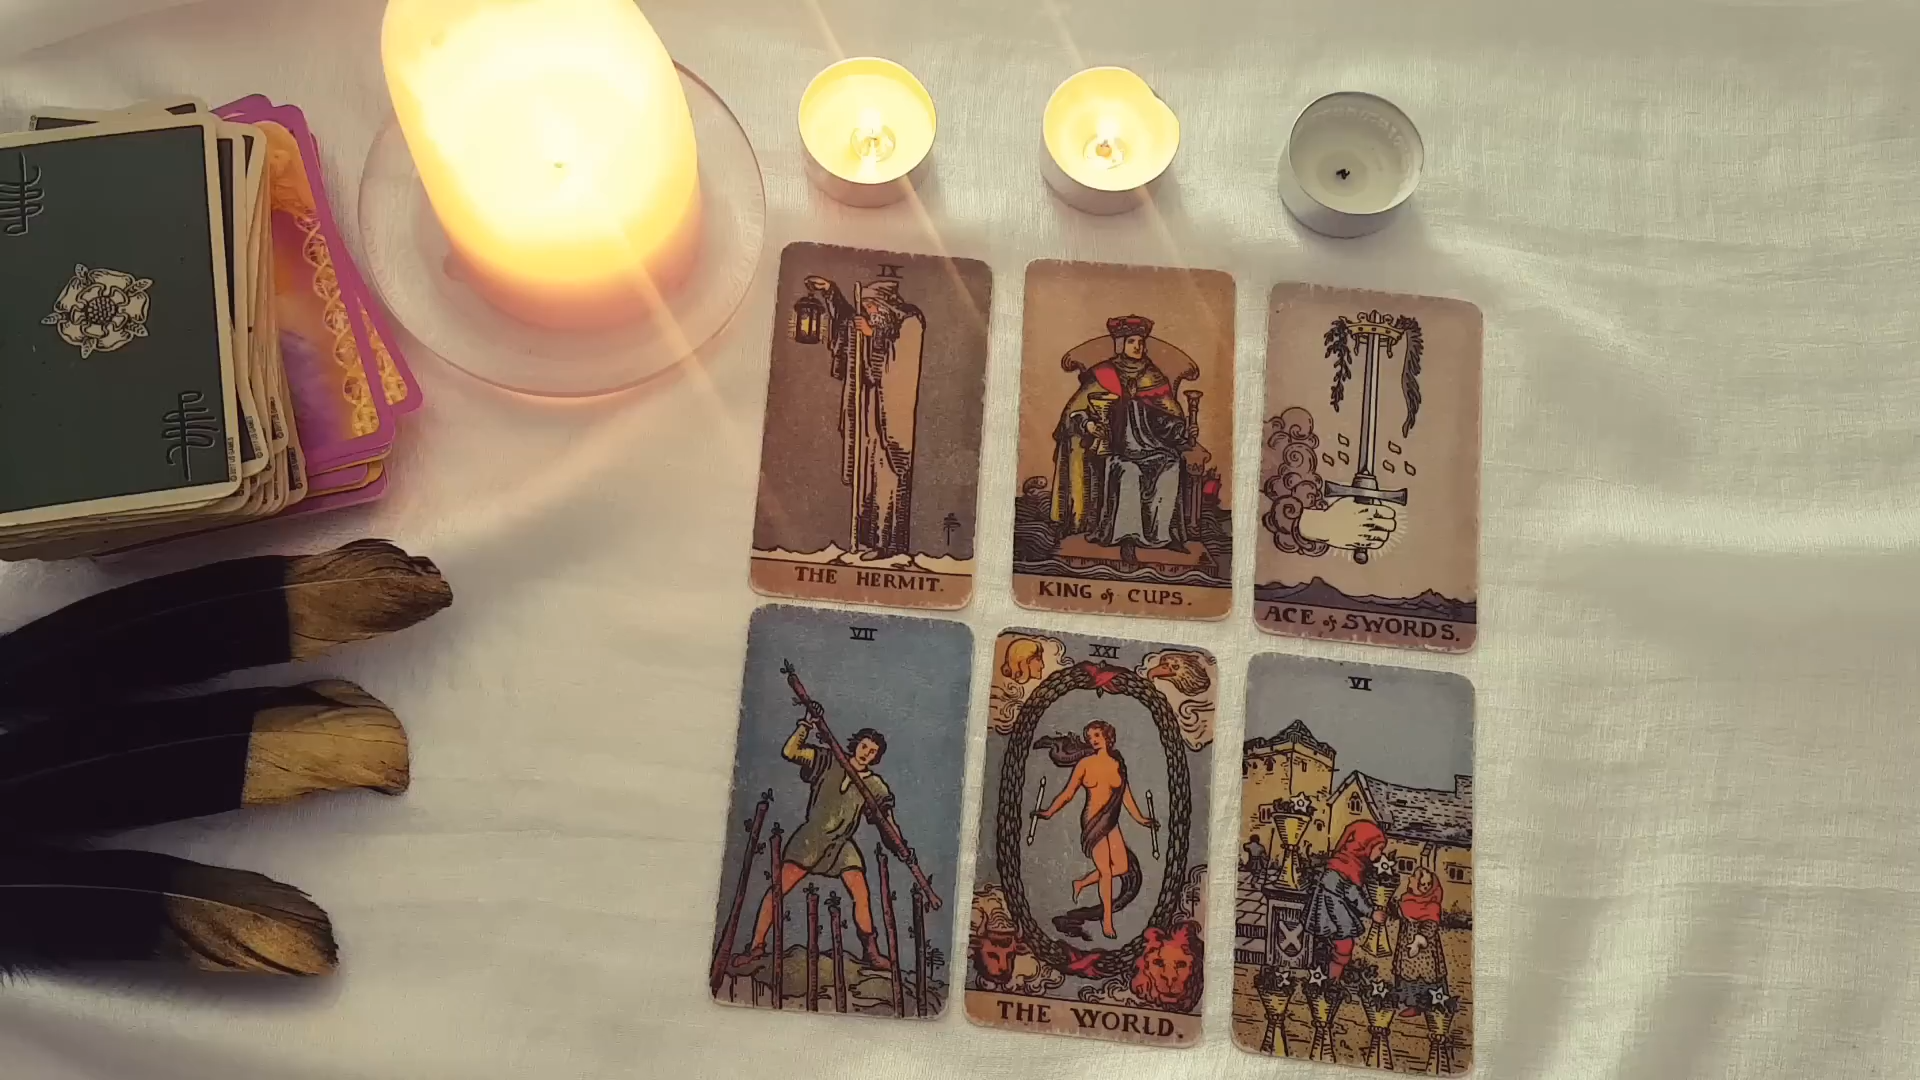 IX
THE HERMIT.
KING of CUPS.
ACE of SWORDS.
VII
XXI
THE WORLD.
VI